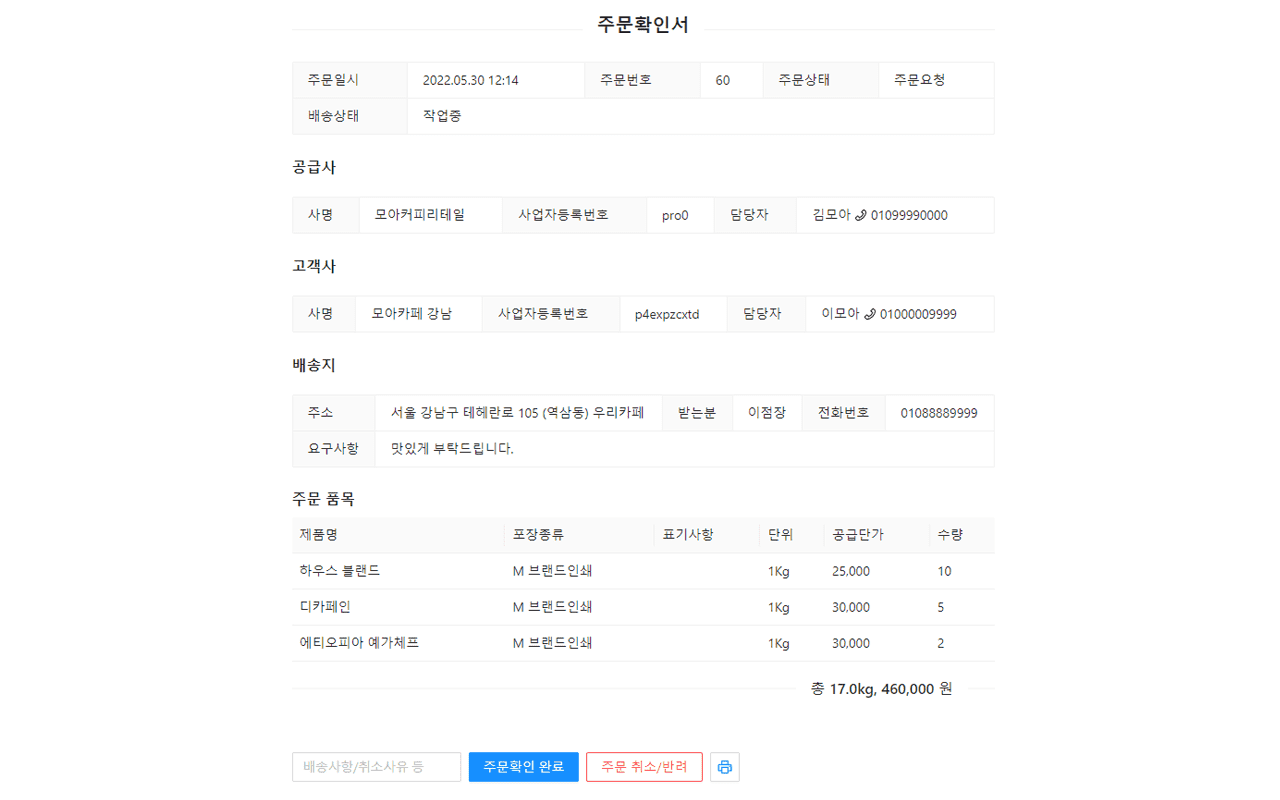 주문확인서
주문일시 2022.05.30 12:14 주문번호 60 주문상태 주문요청
배송상태 작업중
공급사
사명 모아커피리테일 사업자등록번호 pro0 담당자 김모아 01099990000
고객사
사명 모아카페 강남 사업자등록번호 p4expzcxtd 담당자 이모아 01000009999
배송지
주소 서울 강남구 테헤란로 105 (역삼동) 우리카페 받는분 이점장 전화번호 01088889999
요구사항 맛있게 부탁드립니다.
주문 품목
제품명 포장종류 표기사항 단위 공급단가 수량
하우스 블랜드 M 브랜드인쇄 1Kg 25,000 10
디카페인 M 브랜드인쇄 1Kg 30,000 5
에티오피아 예가체프 M 브랜드인쇄 1Kg 30,000 2
총 17.0kg, 460,000 원
배송사항/취소사유 등 주문확인 완료 주문 취소/반려